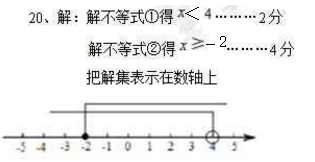 20、解：解不等式①得 x< 4 ………2分
解不等式②得 x≥-2………4分
把解集表示在数轴上
-5 -4 -3 -2 -1 0 1 2 3 4 5